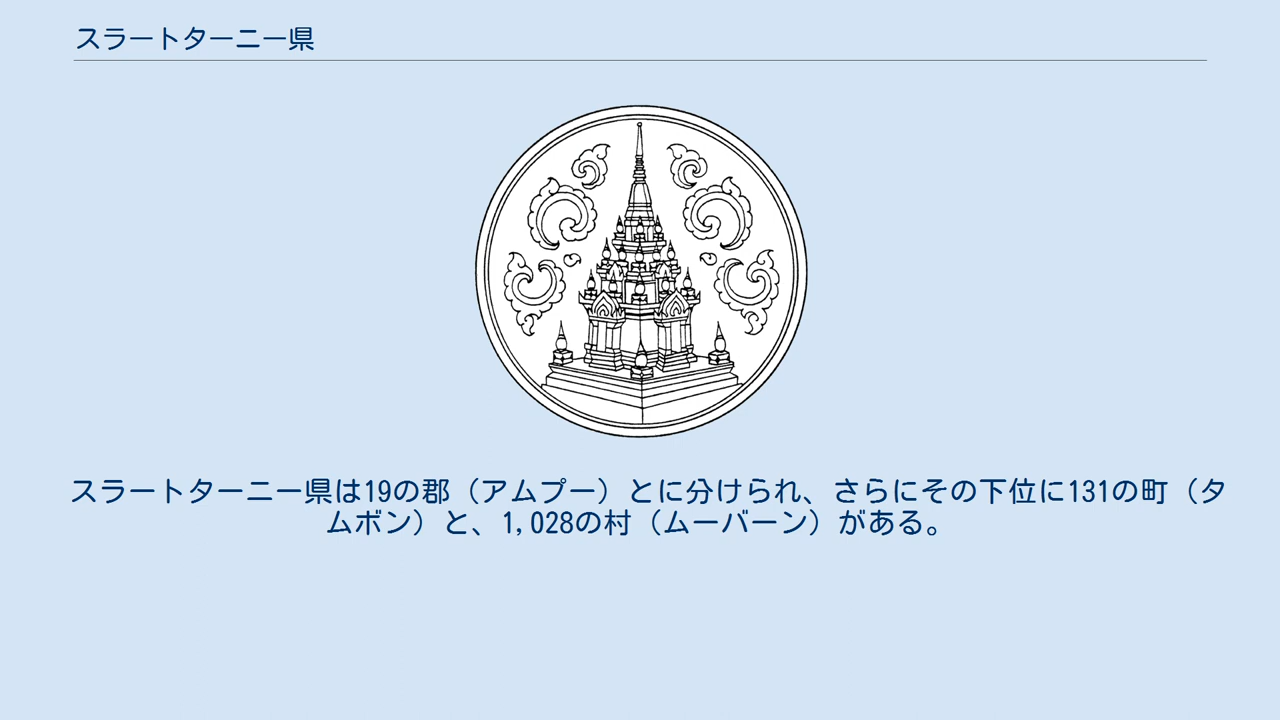 スラートターニー県
スラートターニー県は19の郡（アムプー）とに分けられ、さらにその下位に131の町（タ
ムボン）と、1,028の村（ムーバーン）がある。